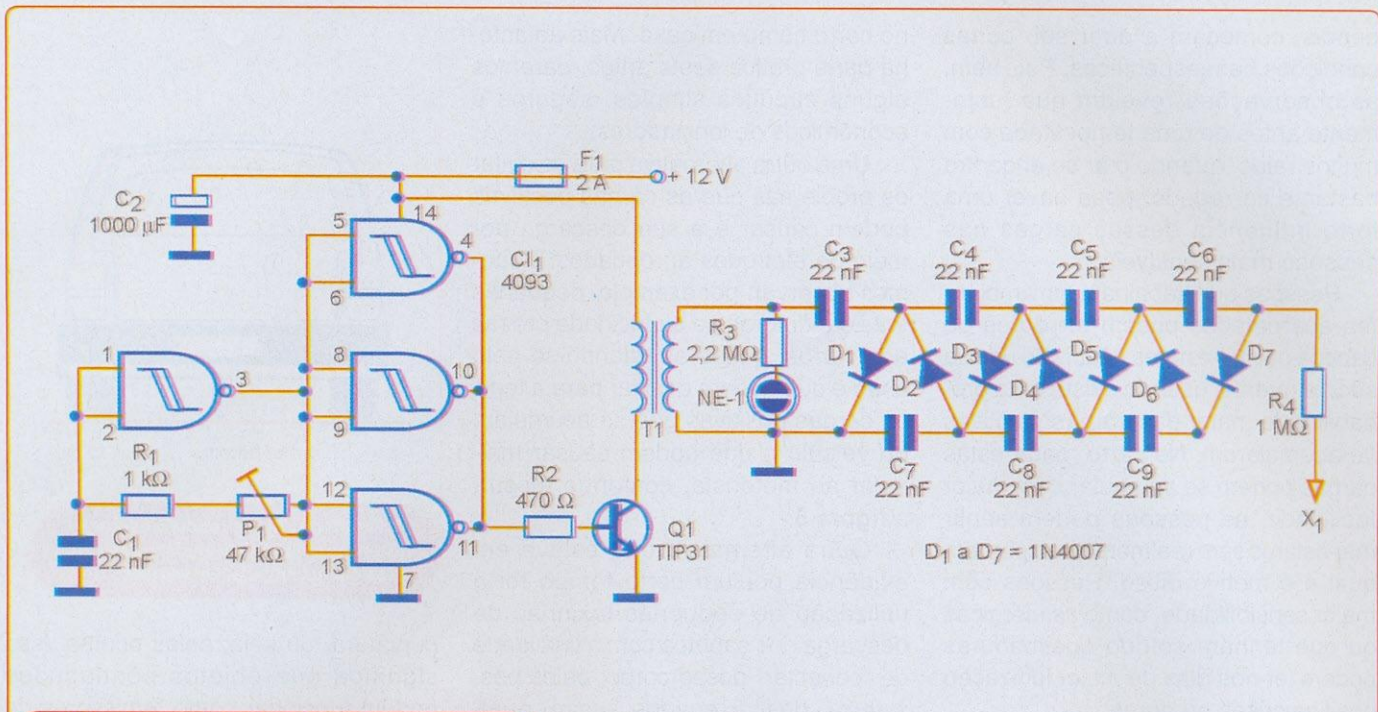 F1
2 A
+ 12 V
C2
1000 µF
14
5
4
6
CI1
4093
1
3
2
8
10
9
R1
1 kΩ
P1
47 kΩ
C1
22 nF
12
11
13
7
R2
470 Ω
Q1
TIP31
T1
R3
2,2 MΩ
NE-1
C3
22 nF
C4
22 nF
C5
22 nF
C6
22 nF
D1
D2
D3
D4
D5
D6
D7
C7
22 nF
C8
22 nF
C9
22 nF
R4
1 MΩ
X1
D1 a D7 = 1N4007